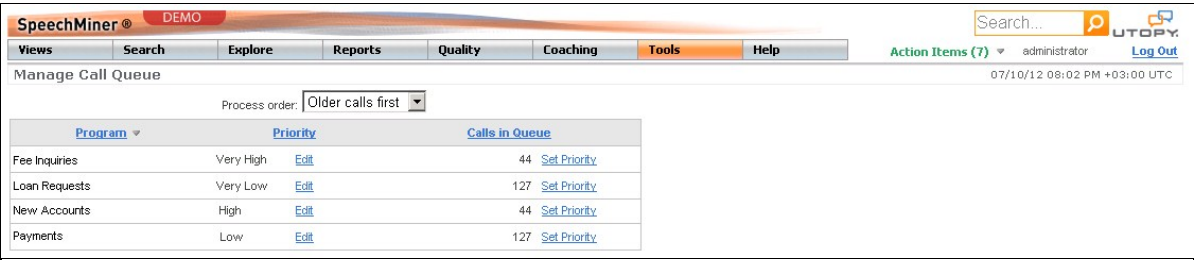 SpeechMiner ® DEMO Search... UTOPY.
Views Search Explore Reports Quality Coaching Tools Help Action Items (7) administrator Log Out
Manage Call Queue 07/10/12 08:02 PM +03:00 UTC
Process order: Older calls first
Program Priority Calls in Queue
Fee Inquiries Very High Edit 44 Set Priority
Loan Requests Very Low Edit 127 Set Priority
New Accounts High Edit 44 Set Priority
Payments Low Edit 127 Set Priority